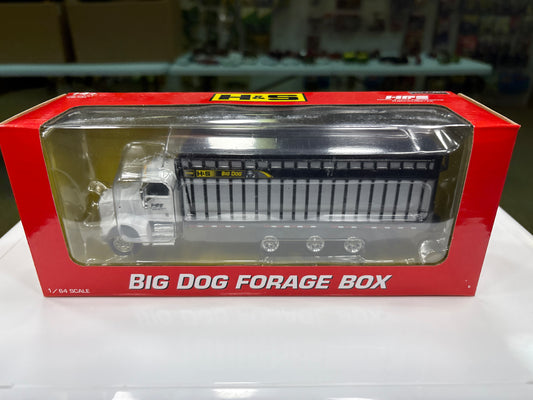 H&S
H&S
H&S BIG DOG
BIG DOG FORAGE BOX
1/64 SCALE